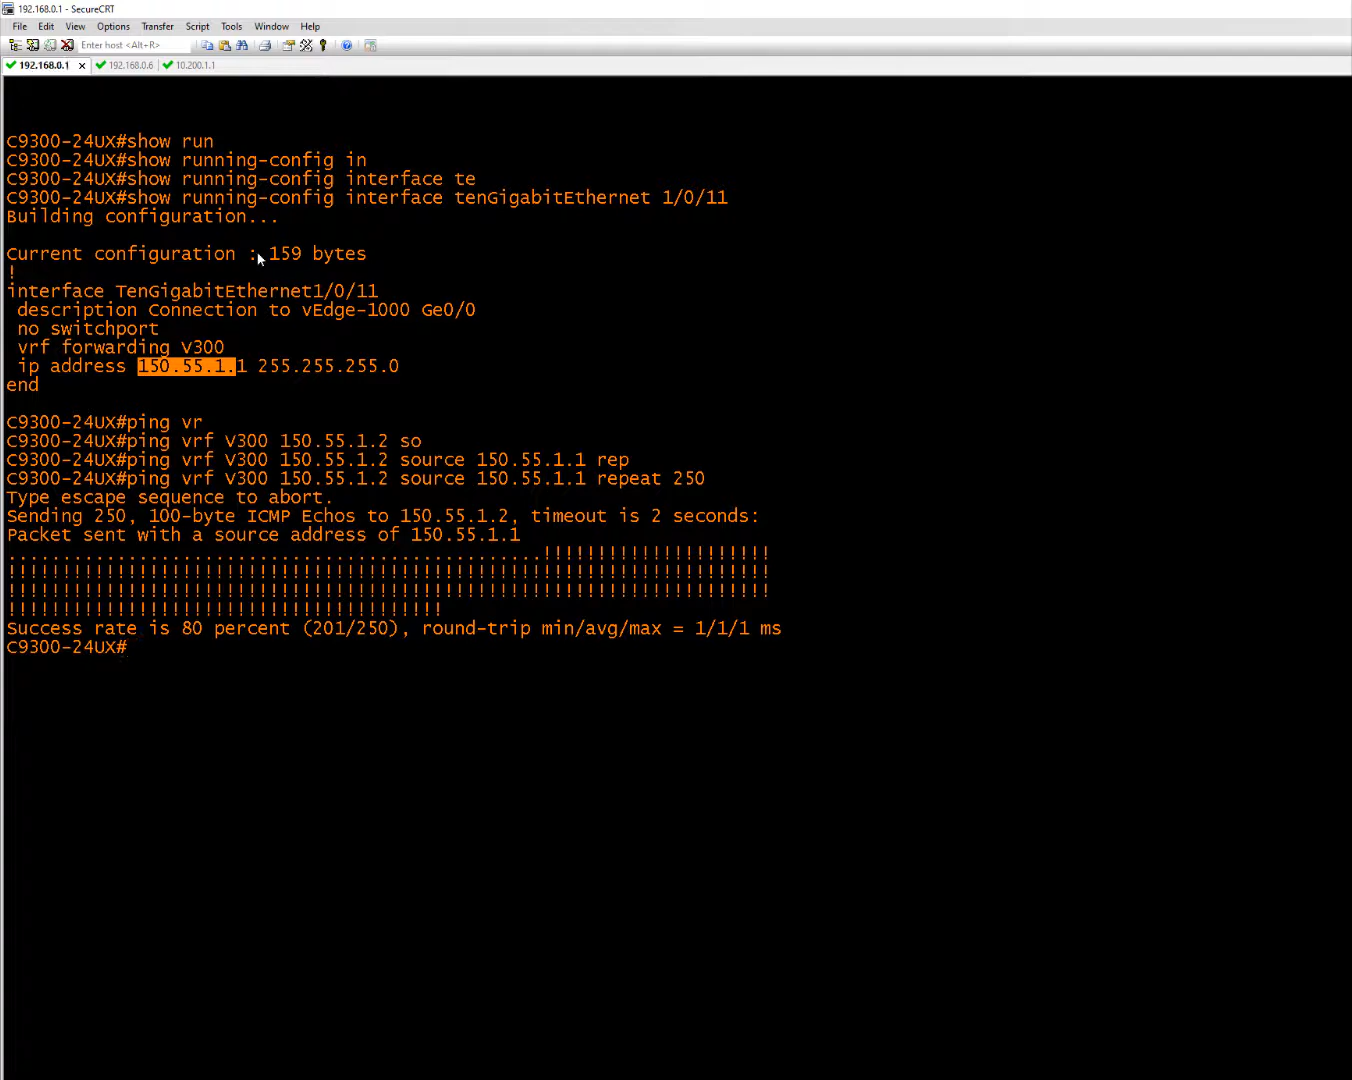 192.168.0.1 - SecureCRT
File Edit View Options Transfer Script Tools Window Help
Enter host <Alt+R>
192.168.0.1 x 192.168.0.6 10.200.1.1
C9300-24UX#show run
C9300-24UX#show running-config in
C9300-24UX#show running-config interface te
C9300-24UX#show running-config interface tenGigabitEthernet 1/0/11
Building configuration...
Current configuration : 159 bytes
!
interface TenGigabitEthernet1/0/11
description Connection to vEdge-1000 Ge0/0
no switchport
vrf forwarding V300
ip address 150.55.1.1 255.255.255.0
end
C9300-24UX#ping vr
C9300-24UX#ping vrf V300 150.55.1.2 so
C9300-24UX#ping vrf V300 150.55.1.2 source 150.55.1.1 rep
C9300-24UX#ping vrf V300 150.55.1.2 source 150.55.1.1 repeat 250
Type escape sequence to abort.
Sending 250, 100-byte ICMP Echos to 150.55.1.2, timeout is 2 seconds:
Packet sent with a source address of 150.55.1.1
.................................................!!!!!!!!!!!!!!!!!!!!!
!!!!!!!!!!!!!!!!!!!!!!!!!!!!!!!!!!!!!!!!!!!!!!!!!!!!!!!!!!!!!!!!!!!!!!
!!!!!!!!!!!!!!!!!!!!!!!!!!!!!!!!!!!!!!!!!!!!!!!!!!!!!!!!!!!!!!!!!!!!!!
!!!!!!!!!!!!!!!!!!!!!!!!!!!!!!!!!!!!!!!!
Success rate is 80 percent (201/250), round-trip min/avg/max = 1/1/1 ms
C9300-24UX#